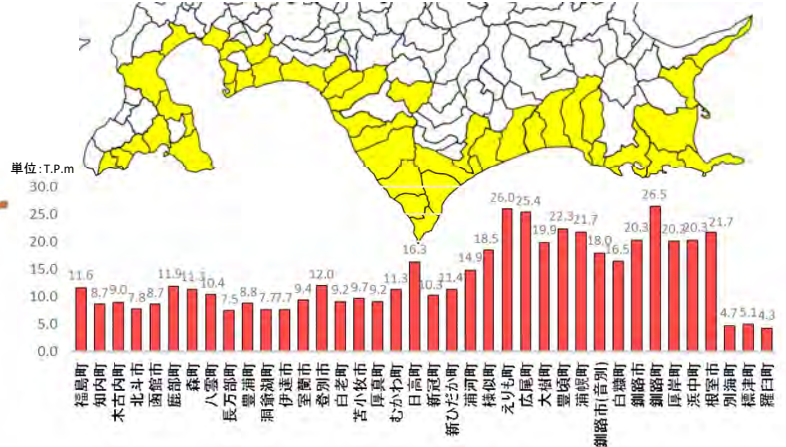 単位:T.P.m
30.0
25.0
20.0
15.0
10.0
5.0
0.0
11.6 8.7 9.0 7.8 8.7 11.9 11.3 10.4 7.5 8.8 7.7 7.7 9.4 12.0 9.2 9.7 9.2 11.3 16.3 10.3 11.4 14.9 18.5 26.0 25.4 19.9 22.3 21.7 18.0 16.5 20.3 26.5 20.2 20.3 21.7 4.7 5.1 4.3
福島町
知内町
木古内町
北斗市
函館市
鹿部町
森町
八雲町
長万部町
豊浦町
洞爺湖町
伊達市
室蘭市
登別市
白老町
苫小牧市
厚真町
むかわ町
日高町
新冠町
新ひだか町
浦河町
様似町
えりも町
広尾町
大樹町
豊頃町
浦幌町
釧路市(音別)
白糠町
釧路市
釧路町
厚岸町
浜中町
根室市
別海町
標津町
羅臼町